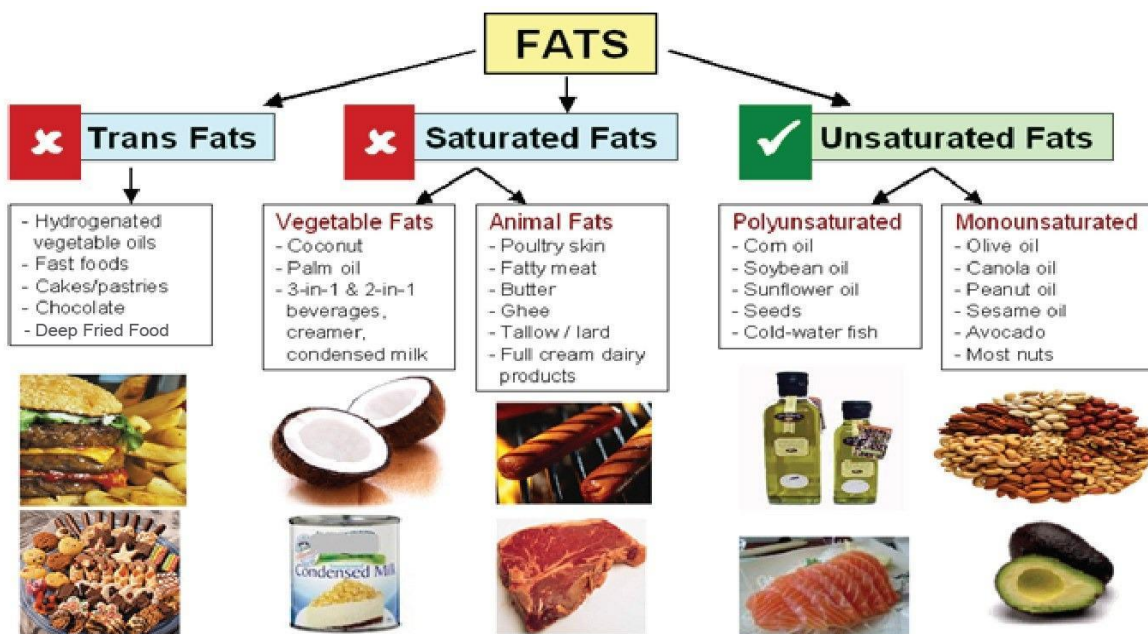 FATS
Trans Fats
Saturated Fats
Unsaturated Fats
- Hydrogenated
vegetable oils
- Fast foods
- Cakes/pastries
- Chocolate
- Deep Fried Food
Vegetable Fats
- Coconut
- Palm oil
- 3-in-1 & 2-in-1
beverages,
creamer,
condensed milk
Animal Fats
- Poultry skin
- Fatty meat
- Butter
- Ghee
- Tallow / lard
- Full cream dairy
products
Polyunsaturated
- Corn oil
- Soybean oil
- Sunflower oil
- Seeds
- Cold-water fish
Monounsaturated
- Olive oil
- Canola oil
- Peanut oil
- Sesame oil
- Avocado
- Most nuts
Condensed Milk